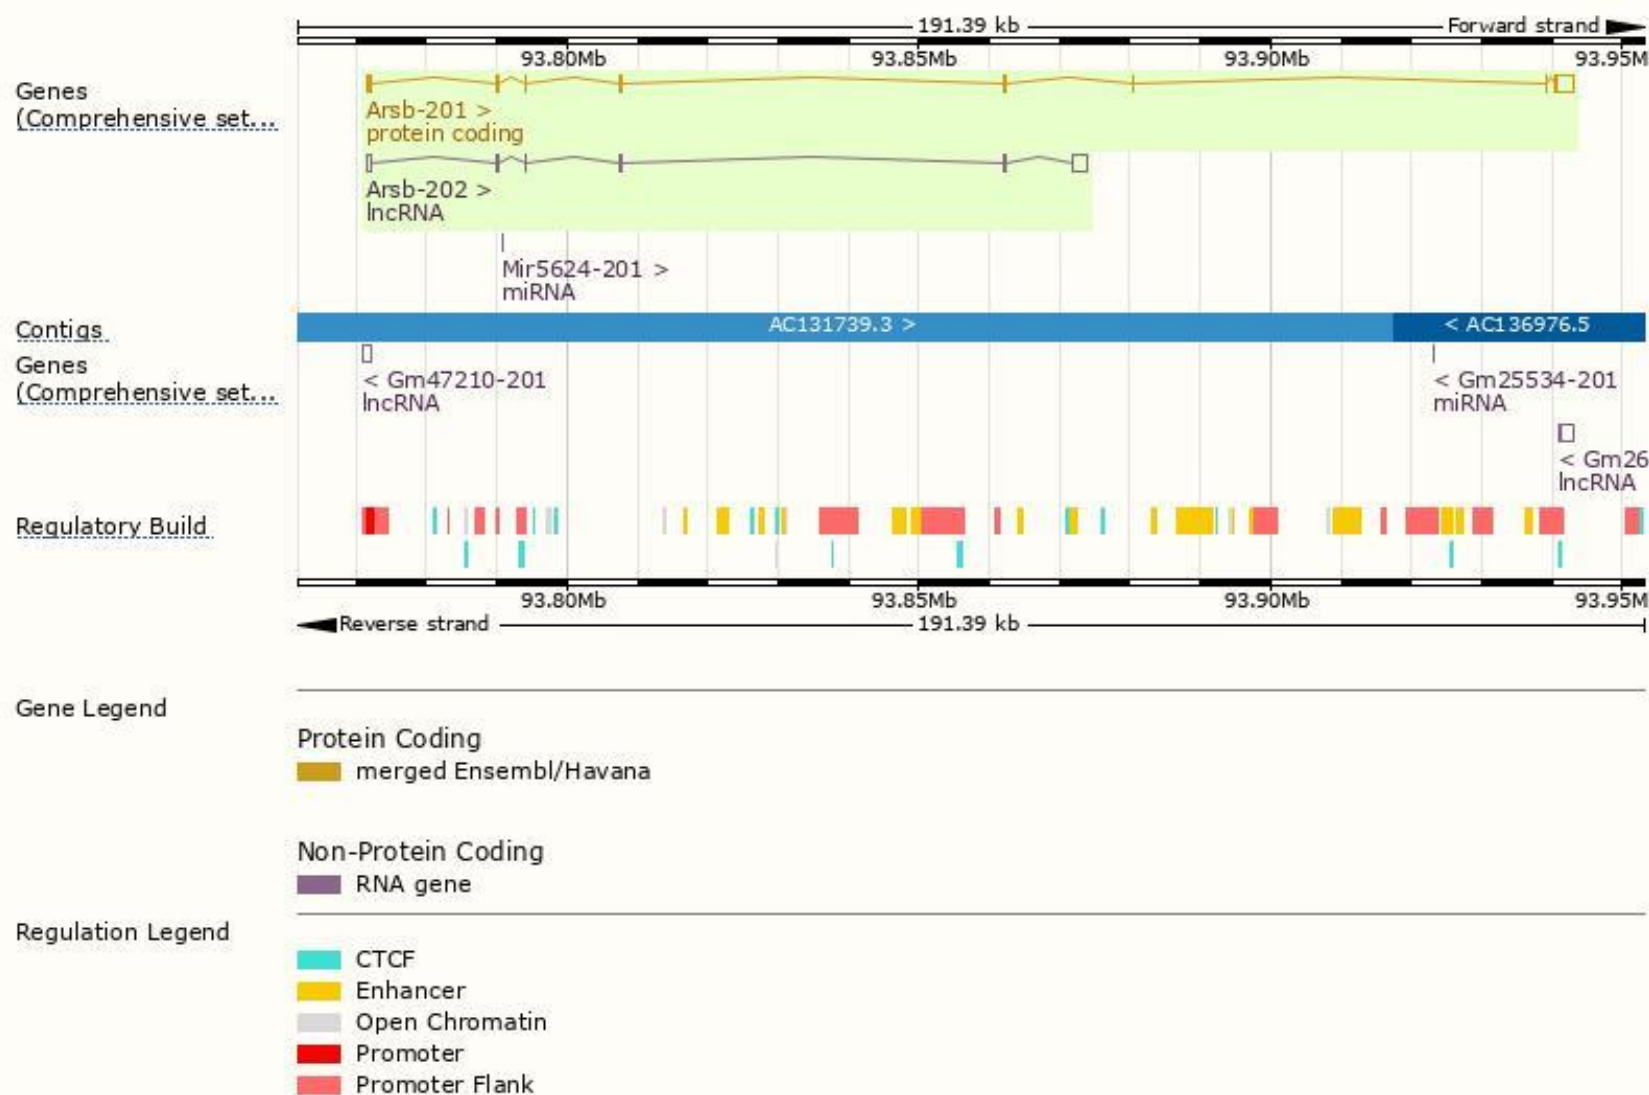 191.39 kb
Forward strand
93.80Mb 93.85Mb 93.90Mb 93.95M
Genes
(Comprehensive set...
Arsb-201 >
protein coding
Arsb-202 >
lncRNA
Mir5624-201 >
miRNA
Contigs
AC131739.3 >
< AC136976.5
Genes
(Comprehensive set...
< Gm47210-201
lncRNA
< Gm25534-201
miRNA
< Gm26
lncRNA
Regulatory Build
93.80Mb 93.85Mb 93.90Mb 93.95M
Reverse strand
191.39 kb
Gene Legend
Protein Coding
merged Ensembl/Havana
Non-Protein Coding
RNA gene
Regulation Legend
CTCF
Enhancer
Open Chromatin
Promoter
Promoter Flank